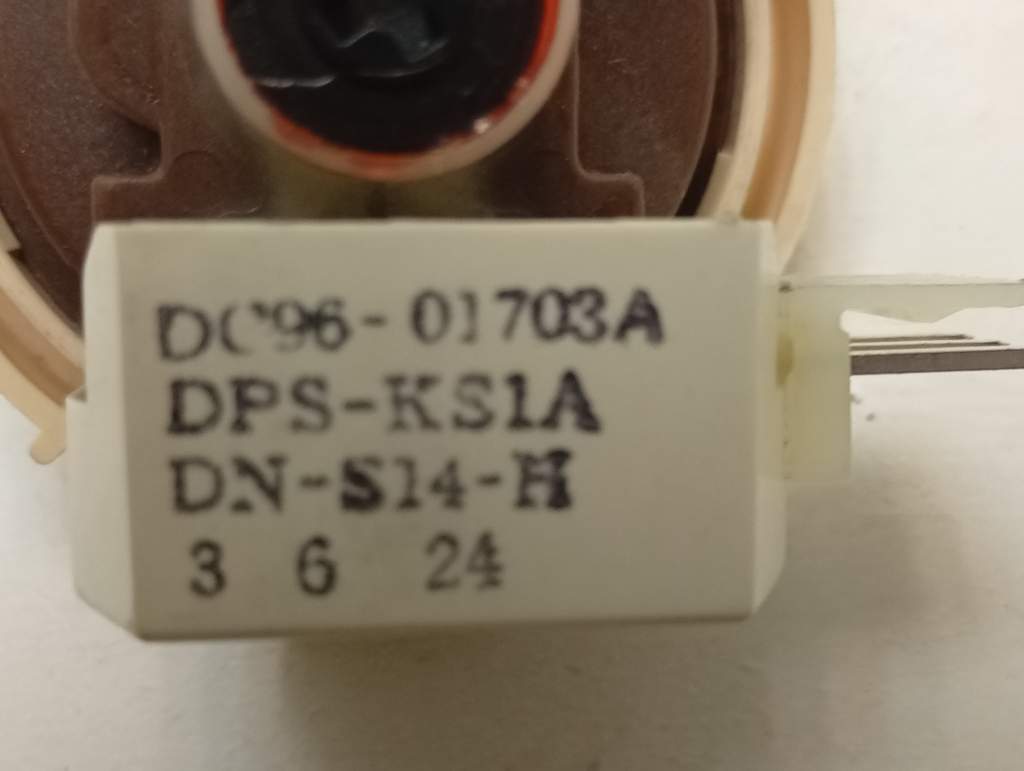 DC96-01703A
DPS-KS1A
DN-S14-H
3 6 24